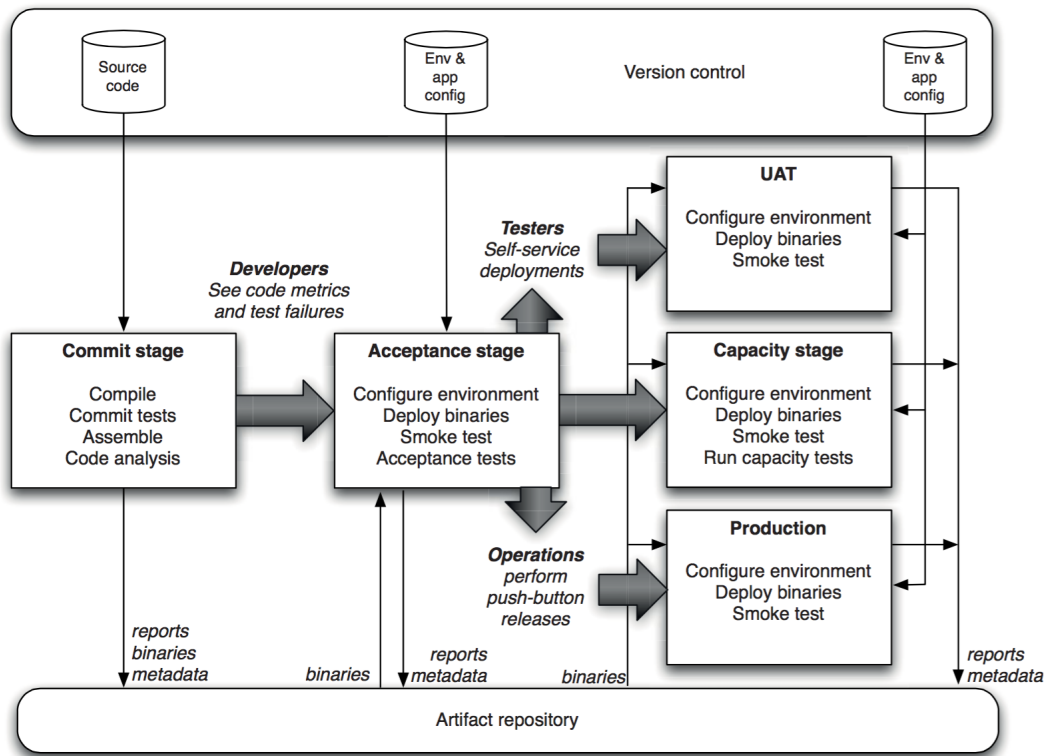 Source
code
Env &
app
config
Version control
Env &
app
config
Developers
See code metrics
and test failures
Testers
Self-service
deployments
UAT
Configure environment
Deploy binaries
Smoke test
Commit stage
Compile
Commit tests
Assemble
Code analysis
Acceptance stage
Configure environment
Deploy binaries
Smoke test
Acceptance tests
Capacity stage
Configure environment
Deploy binaries
Smoke test
Run capacity tests
Operations
perform
push-button
releases
Production
Configure environment
Deploy binaries
Smoke test
reports
binaries
metadata
binaries
reports
metadata
binaries
reports
metadata
Artifact repository